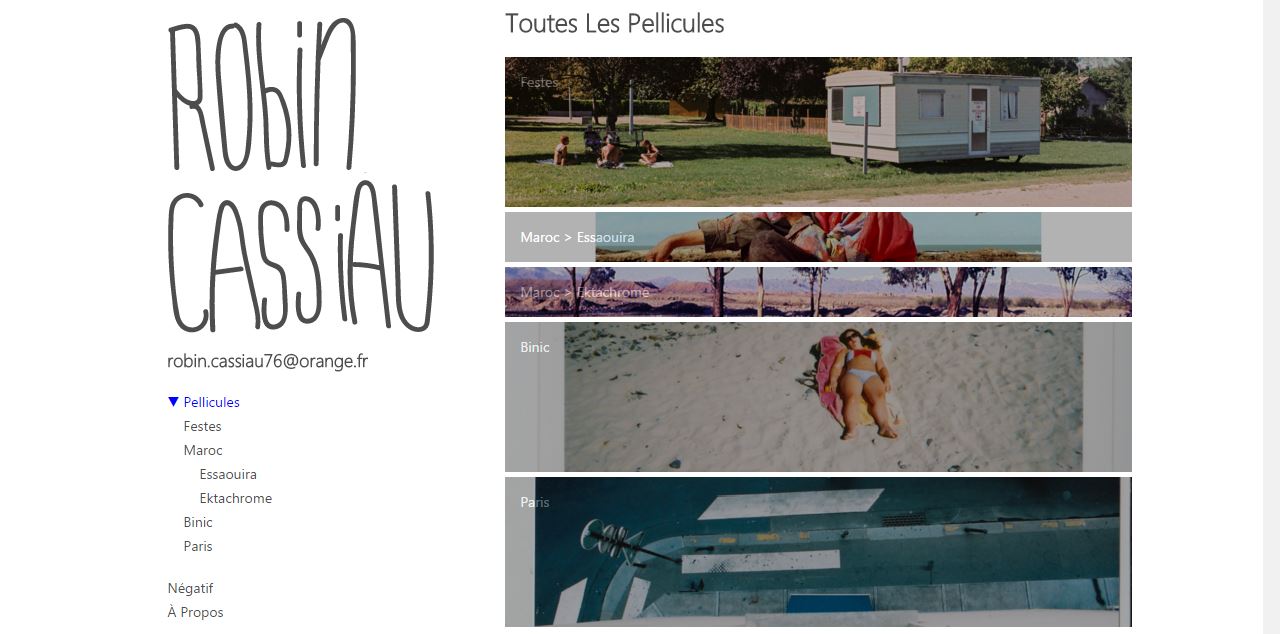 RObin
CASSiAU
robin.cassiau76@orange.fr
▼ Pellicules
Festes
Maroc
Essaouira
Ektachrome
Binic
Paris
Négatif
À Propos
Toutes Les Pellicules
Festes
Maroc > Essaouira
Maroc > Ektachrome
Binic
Paris